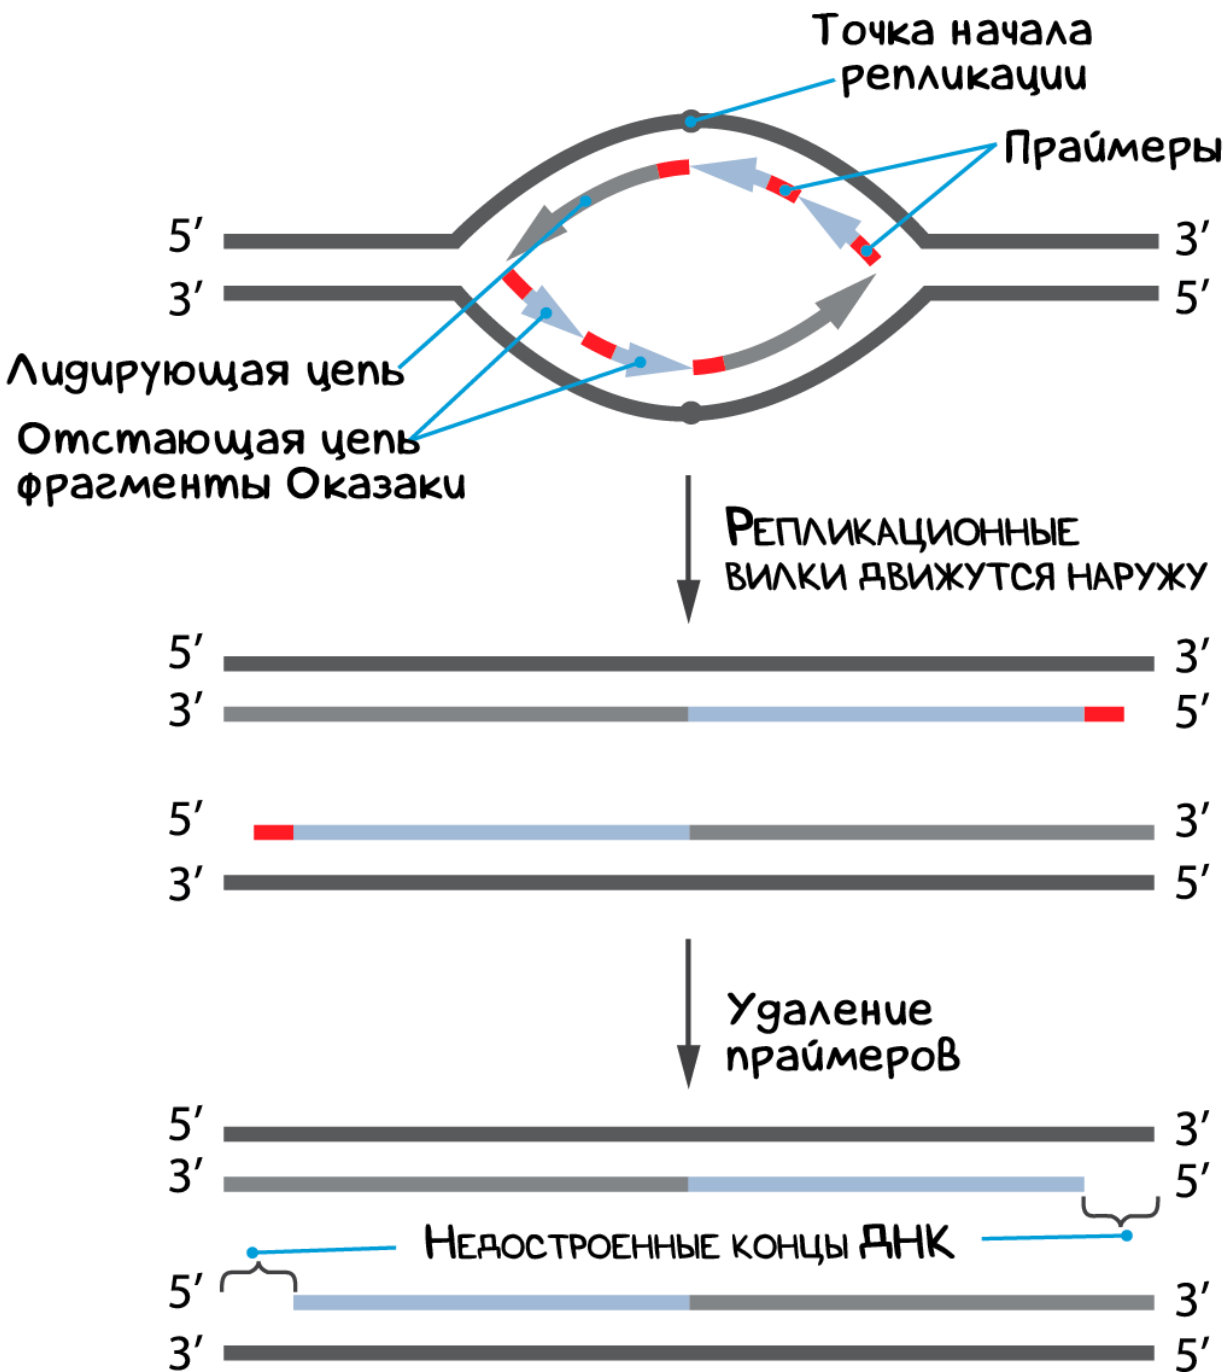 Точка начала
репликации
Праймеры
5′ 3′
3′ 5′
Лидирующая цепь
Отстающая цепь
фрагменты Оказаки
Репликационные
вилки движутся наружу
5′ 3′
3′ 5′
5′ 3′
3′ 5′
Удаление
праймеров
5′ 3′
3′ 5′
Недостроенные концы ДНК
5′ 3′
3′ 5′